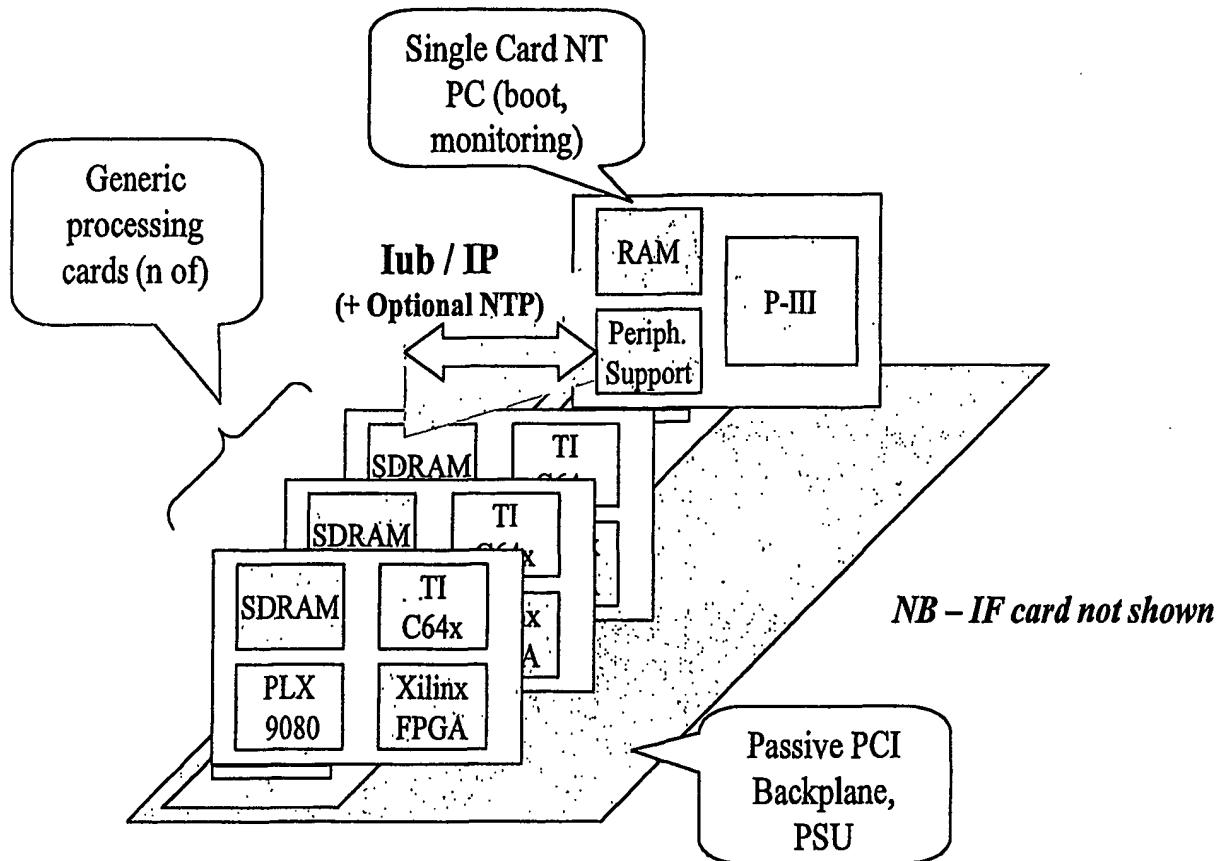 Single Card NT
PC (boot,
monitoring)
Generic
processing
cards (n of)
Iub / IP
(+ Optional NTP)
RAM
P-III
Periph.
Support
SDRAM
TI
SDRAM
TI
SDRAM
TI
C64x
PLX
9080
Xilinx
FPGA
NB – IF card not shown
Passive PCI
Backplane,
PSU